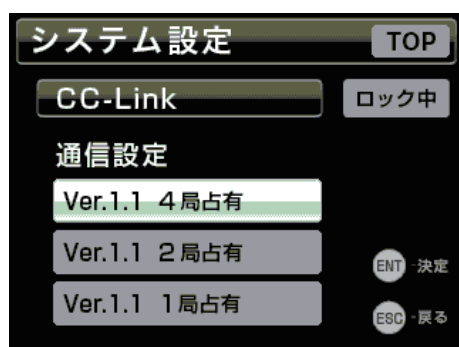 システム設定 TOP
CC-Link ロック中
通信設定
Ver.1.1 4局占有
Ver.1.1 2局占有
ENT -決定
Ver.1.1 1局占有
ESC -戻る